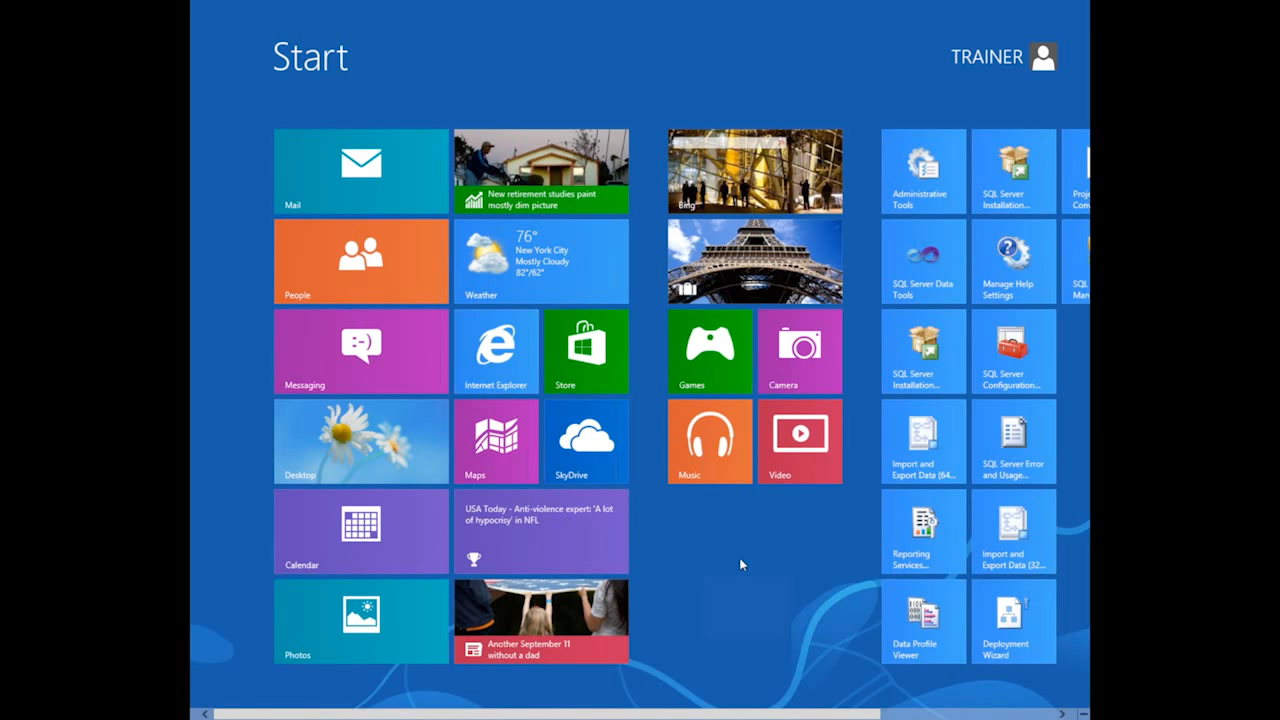 Start
TRAINER
Mail
New retirement studies paint
mostly dim picture
Bing
Administrative
Tools
SQL Server
Installation...
Proje
Conv
People
76°
New York City
Mostly Cloudy
82°/62°
Weather
SQL Server Data
Tools
Manage Help
Settings
SQL
Man
Messaging
Internet Explorer
Store
Games
Camera
SQL Server
Installation...
SQL Server
Configuration...
Desktop
Maps
SkyDrive
Music
Video
Import and
Export Data (64...
SQL Server Error
and Usage...
Calendar
USA Today - Anti-violence expert: 'A lot
of hypocrisy' in NFL
Reporting
Services...
Import and
Export Data (32...
Photos
Another September 11
without a dad
Data Profile
Viewer
Deployment
Wizard